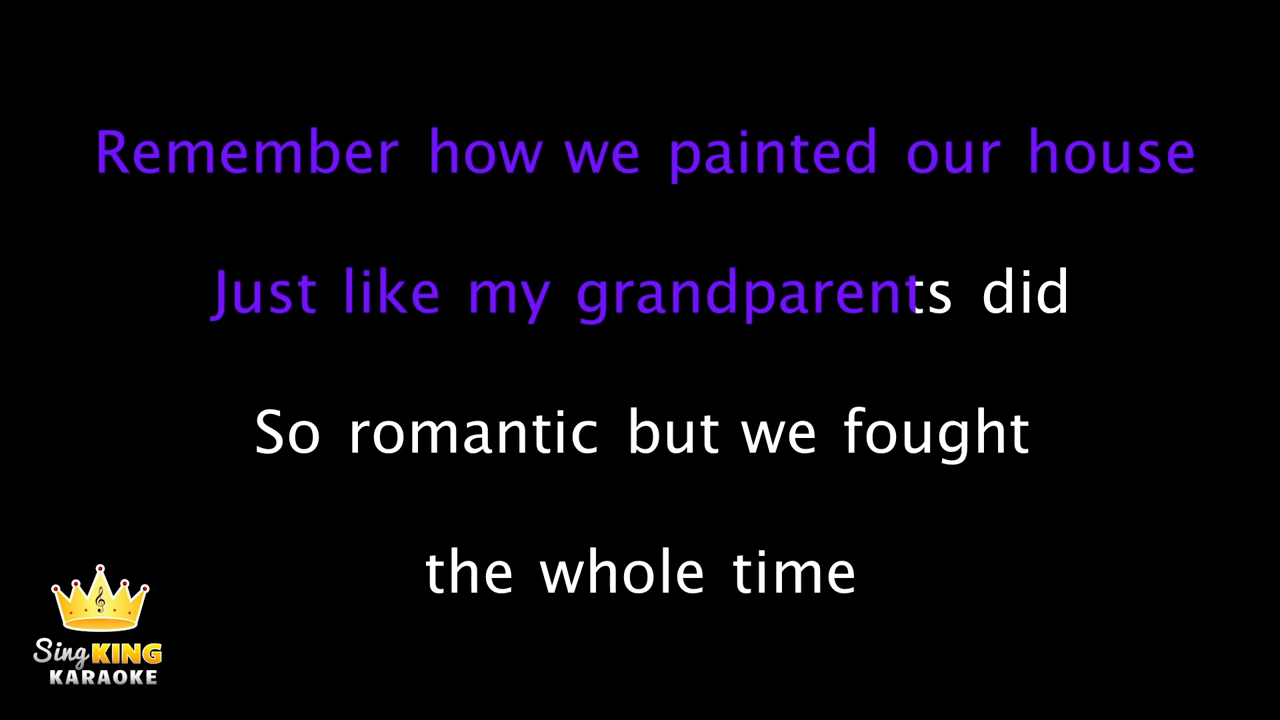 Remember how we painted our house
Just like my grandparents did
So romantic but we fought
the whole time
Sing KING
KARAOKE